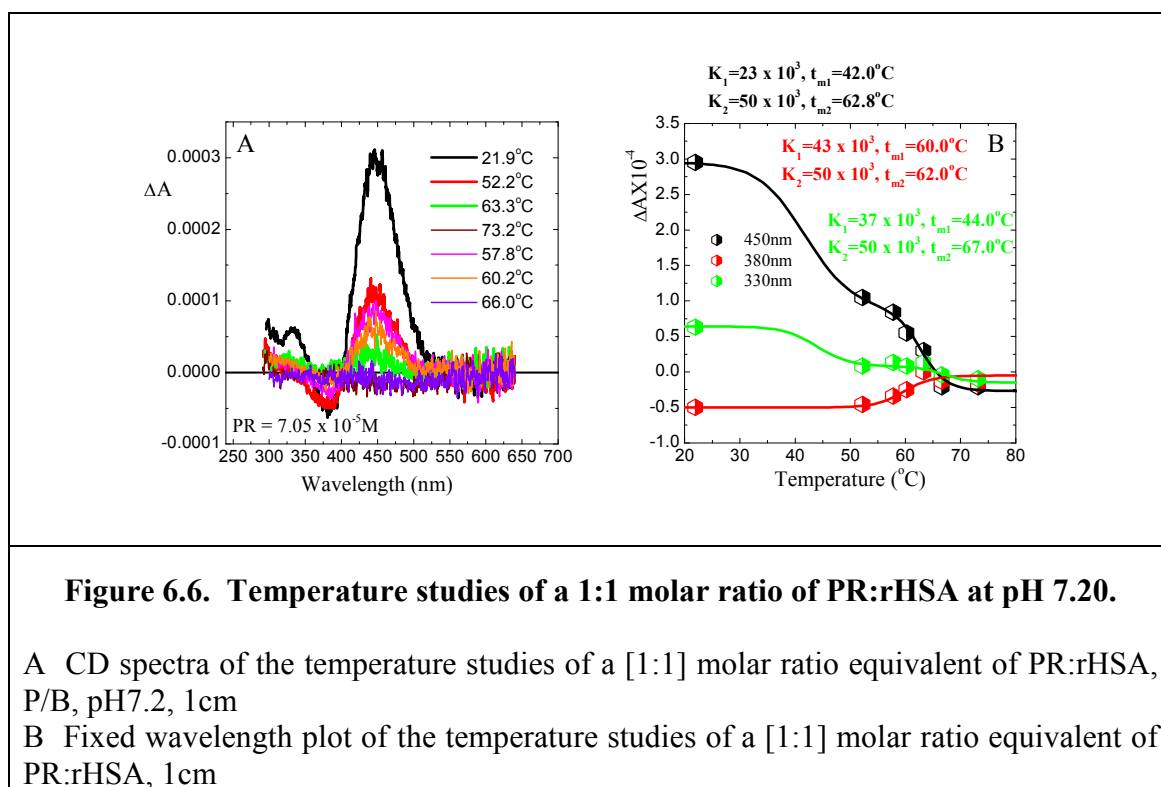 K₁=23 x 10³, tₘ₁=42.0°C
K₂=50 x 10³, tₘ₂=62.8°C
A
ΔA
0.0003
0.0002
0.0001
0.0000
-0.0001
21.9°C
52.2°C
63.3°C
73.2°C
57.8°C
60.2°C
66.0°C
PR = 7.05 x 10⁻⁵M
250 300 350 400 450 500 550 600 650 700
Wavelength (nm)
B
ΔAX10⁻⁴
3.5
3.0
2.5
2.0
1.5
1.0
0.5
0.0
-0.5
-1.0
K₁=43 x 10³, tₘ₁=60.0°C
K₂=50 x 10³, tₘ₂=62.0°C
K₁=37 x 10³, tₘ₁=44.0°C
K₂=50 x 10³, tₘ₂=67.0°C
450nm
380nm
330nm
20 30 40 50 60 70 80
Temperature (°C)
Figure 6.6. Temperature studies of a 1:1 molar ratio of PR:rHSA at pH 7.20.
A CD spectra of the temperature studies of a [1:1] molar ratio equivalent of PR:rHSA,
P/B, pH7.2, 1cm
B Fixed wavelength plot of the temperature studies of a [1:1] molar ratio equivalent of
PR:rHSA, 1cm